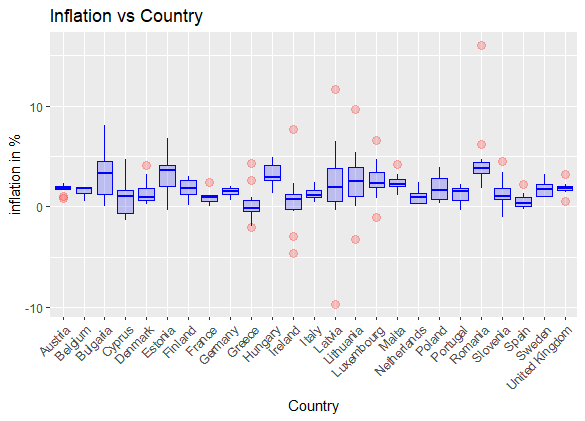 Inflation vs Country
inflation in %
10
0
-10
Austria
Belgium
Bulgaria
Cyprus
Denmark
Estonia
Finland
France
Germany
Greece
Hungary
Ireland
Italy
Latvia
Lithuania
Luxembourg
Malta
Netherlands
Poland
Portugal
Romania
Slovenia
Spain
Sweden
United Kingdom
Country